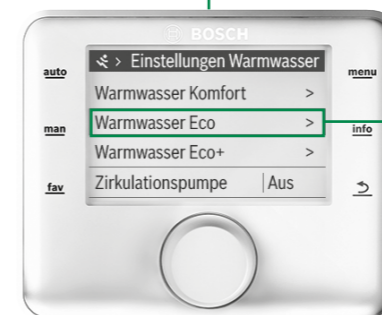 BOSCH
> Einstellungen Warmwasser
auto
menu
Warmwasser Komfort >
man
Warmwasser Eco >
info
Warmwasser Eco+ >
fav
Zirkulationspumpe | Aus